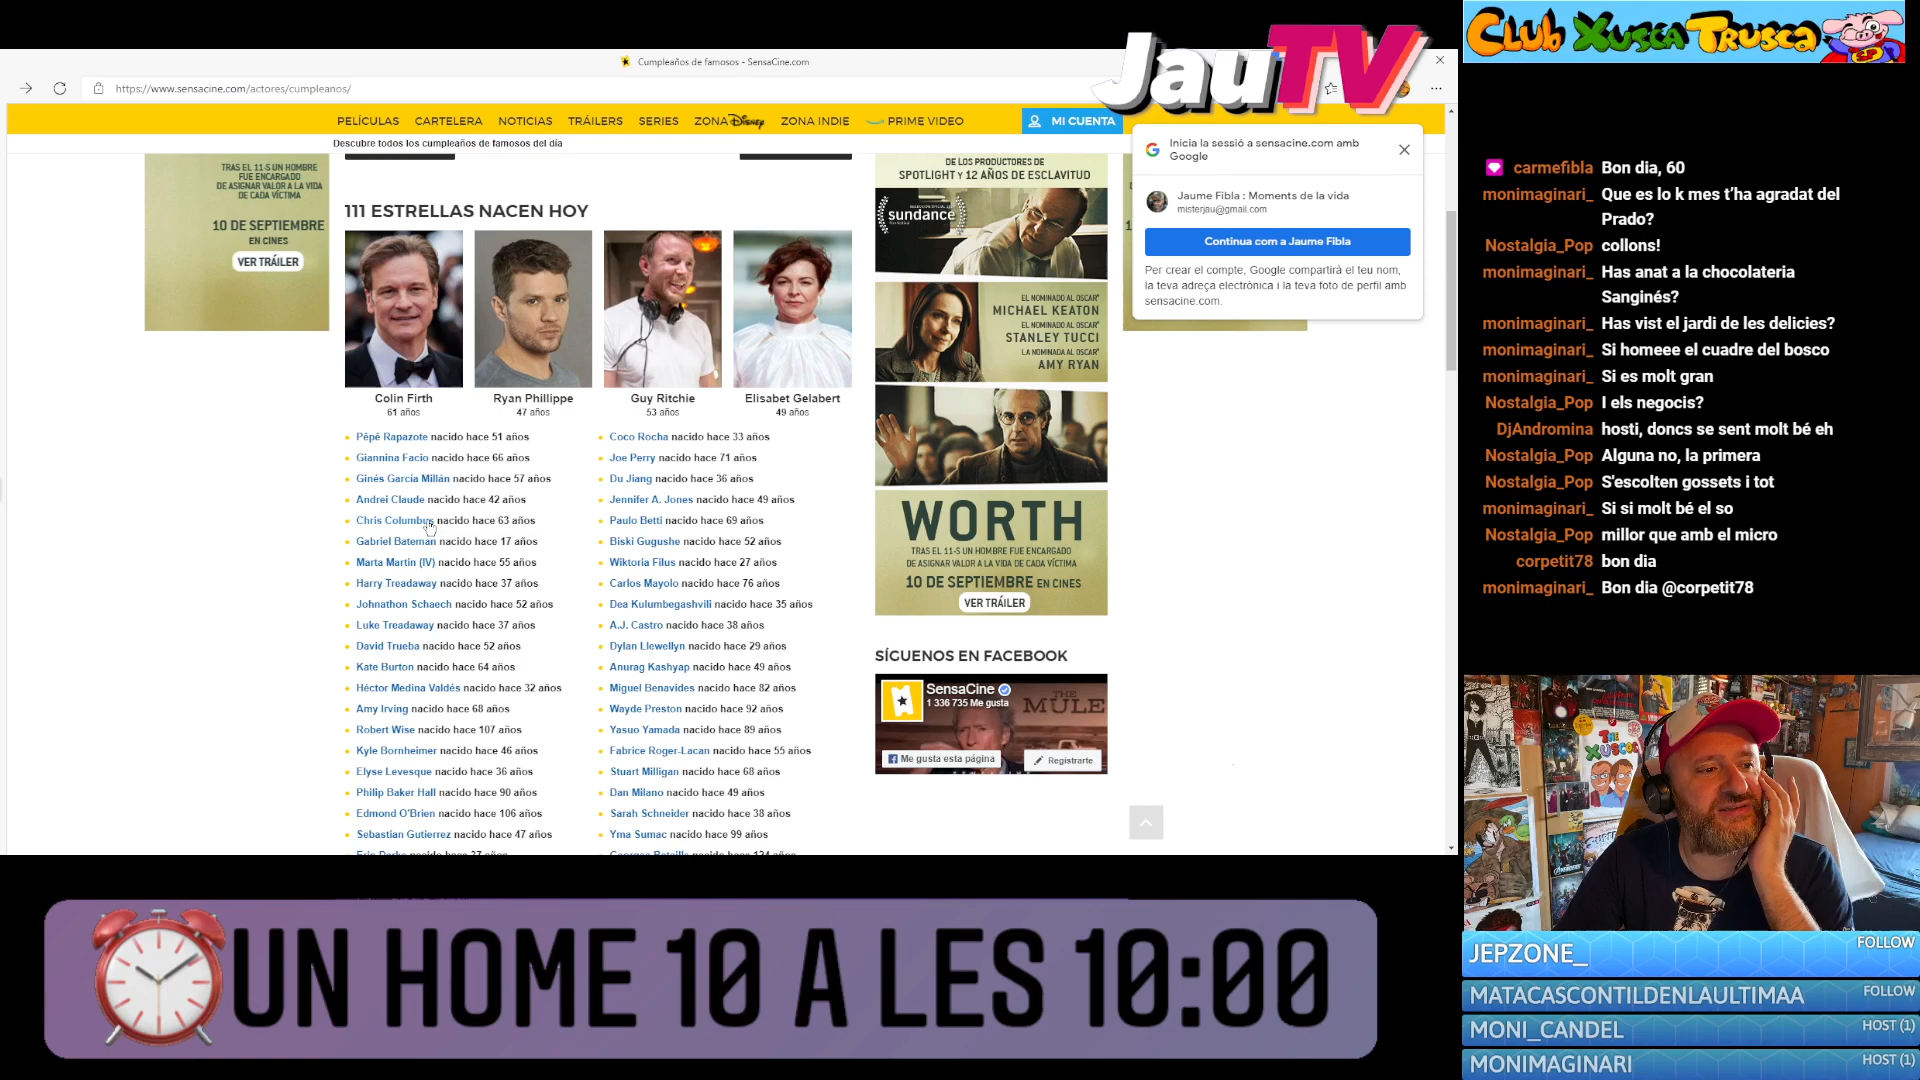 JauTV
Club Xusca Trusca
Cumpleaños de famosos - SensaCine.com
https://www.sensacine.com/actores/cumpleanos/
PELÍCULAS CARTELERA NOTICIAS TRÁILERS SERIES ZONA Disney ZONA INDIE PRIME VIDEO MI CUENTA
Descubre todos los cumpleaños de famosos del día
TRAS EL 11-S UN HOMBRE
FUE ENCARGADO
DE ASIGNAR VALOR A LA VIDA
DE CADA VÍCTIMA
10 DE SEPTIEMBRE
EN CINES
VER TRÁILER
111 ESTRELLAS NACEN HOY
Colin Firth
61 años
Ryan Phillippe
47 años
Guy Ritchie
53 años
Elisabet Gelabert
49 años
Pêpê Rapazote nacido hace 51 años
Giannina Facio nacido hace 66 años
Ginés García Millán nacido hace 57 años
Andrei Claude nacido hace 42 años
Chris Columbus nacido hace 63 años
Gabriel Bateman nacido hace 17 años
Marta Martin (IV) nacido hace 55 años
Harry Treadaway nacido hace 37 años
Johnathon Schaech nacido hace 52 años
Luke Treadaway nacido hace 37 años
David Trueba nacido hace 52 años
Kate Burton nacido hace 64 años
Héctor Medina Valdés nacido hace 32 años
Amy Irving nacido hace 68 años
Robert Wise nacido hace 107 años
Kyle Bornheimer nacido hace 46 años
Elyse Levesque nacido hace 36 años
Philip Baker Hall nacido hace 90 años
Edmond O'Brien nacido hace 106 años
Sebastian Gutierrez nacido hace 47 años
Coco Rocha nacido hace 33 años
Joe Perry nacido hace 71 años
Du Jiang nacido hace 36 años
Jennifer A. Jones nacido hace 49 años
Paulo Betti nacido hace 69 años
Biski Gugushe nacido hace 52 años
Wiktoria Filus nacido hace 27 años
Carlos Mayolo nacido hace 76 años
Dea Kulumbegashvili nacido hace 35 años
A.J. Castro nacido hace 38 años
Dylan Llewellyn nacido hace 29 años
Anurag Kashyap nacido hace 49 años
Miguel Benavides nacido hace 82 años
Wayde Preston nacido hace 92 años
Yasuo Yamada nacido hace 89 años
Fabrice Roger-Lacan nacido hace 55 años
Stuart Milligan nacido hace 68 años
Dan Milano nacido hace 49 años
Sarah Schneider nacido hace 38 años
Yma Sumac nacido hace 99 años
DE LOS PRODUCTORES DE
SPOTLIGHT Y 12 AÑOS DE ESCLAVITUD
sundance
EL NOMINADO AL OSCAR
MICHAEL KEATON
EL NOMINADO AL OSCAR
STANLEY TUCCI
LA NOMINADA AL OSCAR
AMY RYAN
WORTH
TRAS EL 11-S UN HOMBRE FUE ENCARGADO
DE ASIGNAR VALOR A LA VIDA DE CADA VÍCTIMA
10 DE SEPTIEMBRE EN CINES
VER TRÁILER
SÍGUENOS EN FACEBOOK
SensaCine
1 336 735 Me gusta
THE
MULE
Me gusta esta página
Registrarte
Inicia la sessió a sensacine.com amb
Google
Jaume Fibla : Moments de la vida
misterjau@gmail.com
Continua com a Jaume Fibla
Per crear el compte, Google compartirà el teu nom,
la teva adreça electrònica i la teva foto de perfil amb
sensacine.com.
carmefibla Bon dia, 60
monimaginari_ Que es lo k mes t'ha agradat del
Prado?
Nostalgia_Pop collons!
monimaginari_ Has anat a la chocolateria
Sanginés?
monimaginari_ Has vist el jardi de les delicies?
monimaginari_ Si homeee el cuadre del bosco
monimaginari_ Si es molt gran
Nostalgia_Pop I els negocis?
DjAndromina hosti, doncs se sent molt bé eh
Nostalgia_Pop Alguna no, la primera
Nostalgia_Pop S'escolten gossets i tot
monimaginari_ Si si molt bé el so
Nostalgia_Pop millor que amb el micro
corpetit78 bon dia
monimaginari_ Bon dia @corpetit78
THE
XUSCOS
JEPZONE_ FOLLOW
MATACASCONTILDENLAULTIMAA FOLLOW
MONI_CANDEL HOST (1)
MONIMAGINARI HOST (1)
UN HOME 10 A LES 10:00